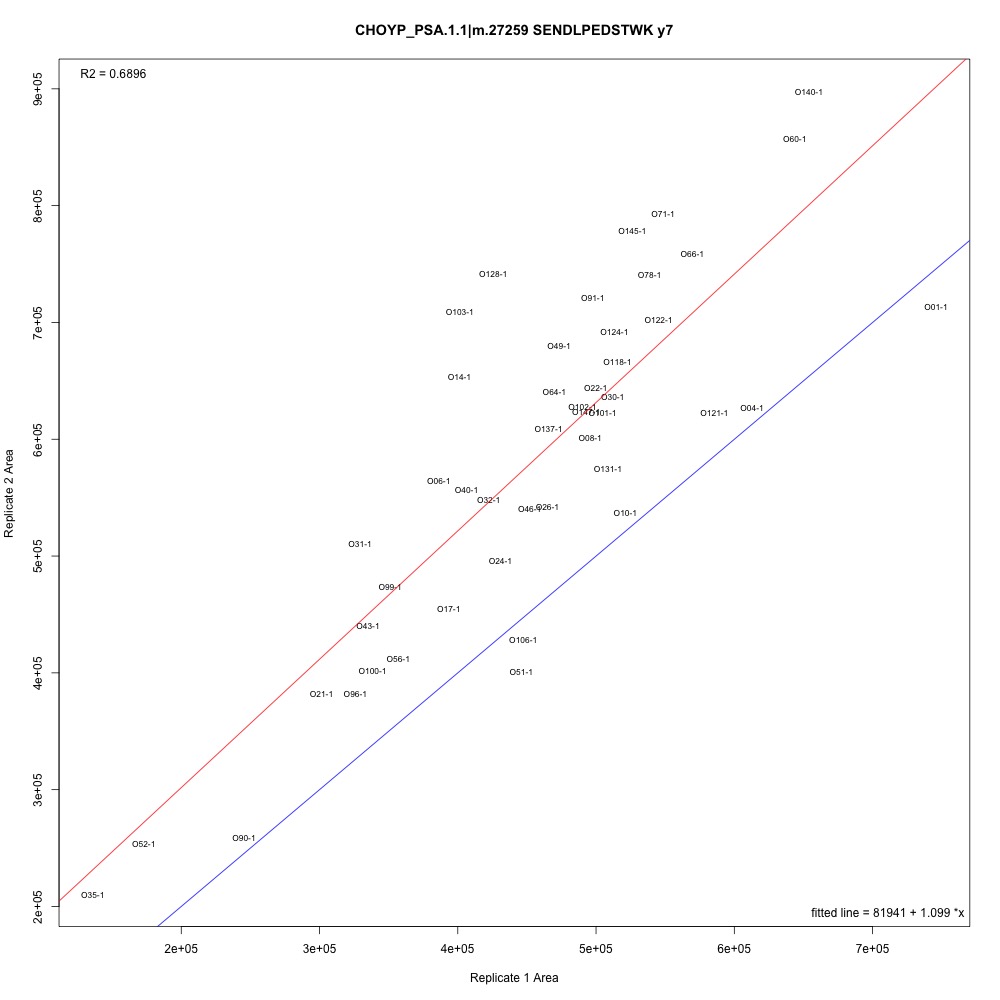 CHOYP_PSA.1.1|m.27259 SENDLPEDSTWK y7
R2 = 0.6896
9e+05
O140-1
O60-1
8e+05
O71-1
O145-1
O66-1
O128-1
O78-1
O91-1
O01-1
O103-1
7e+05
O122-1
O124-1
O49-1
O118-1
O14-1
O22-1
O64-1
O30-1
O102-1
O04-1
O147-1
O101-1
O121-1
O137-1
6e+05
O08-1
O131-1
O06-1
O40-1
O32-1
O46-1
O26-1
O10-1
Replicate 2 Area
O31-1
5e+05
O24-1
O99-1
O17-1
O43-1
O106-1
O56-1
4e+05
O100-1
O51-1
O21-1
O96-1
3e+05
O90-1
O52-1
O35-1
2e+05
fitted line = 81941 + 1.099 *x
2e+05 3e+05 4e+05 5e+05 6e+05 7e+05
Replicate 1 Area